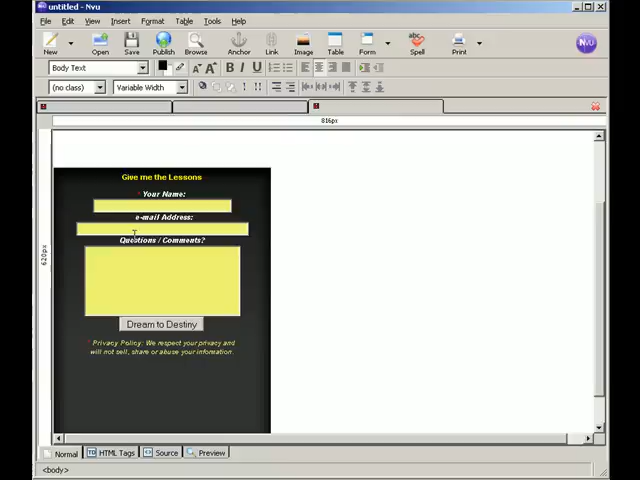 untitled - Nvu
File Edit View Insert Format Table Tools Help
New Open Save Publish Browse Anchor Link Image Table Form Spell Print
Body Text
B I U
(no class) Variable Width
816px
620px
Give me the Lessons
* Your Name:
e-mail Address:
Questions / Comments?
Dream to Destiny
* Privacy Policy: We respect your privacy and
will not sell, share or abuse your information.
Normal HTML Tags Source Preview
<body>